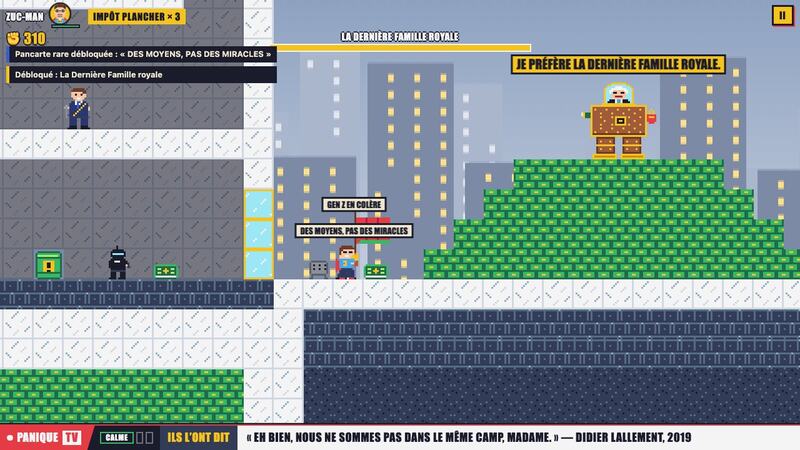 ZUC-MAN
IMPÔT PLANCHER × 3
310
Pancarte rare débloquée : « DES MOYENS, PAS DES MIRACLES »
Débloqué : La Dernière Famille royale
LA DERNIÈRE FAMILLE ROYALE
JE PRÉFÈRE LA DERNIÈRE FAMILLE ROYALE.
GEN Z EN COLÈRE
DES MOYENS, PAS DES MIRACLES
PANIQUE TV
CALME
ILS L'ONT DIT
« EH BIEN, NOUS NE SOMMES PAS DANS LE MÊME CAMP, MADAME. » — DIDIER LALLEMENT, 2019